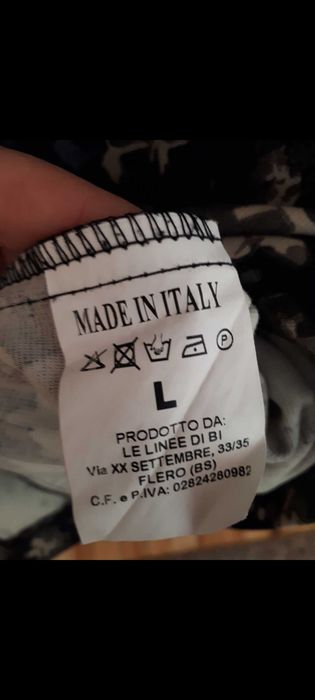 MADE IN ITALY
P
L
PRODOTTO DA:
LE LINEE DI BI
Via XX SETTEMBRE, 33/35
FLERO (BS)
C.F. e P.IVA: 02824280982